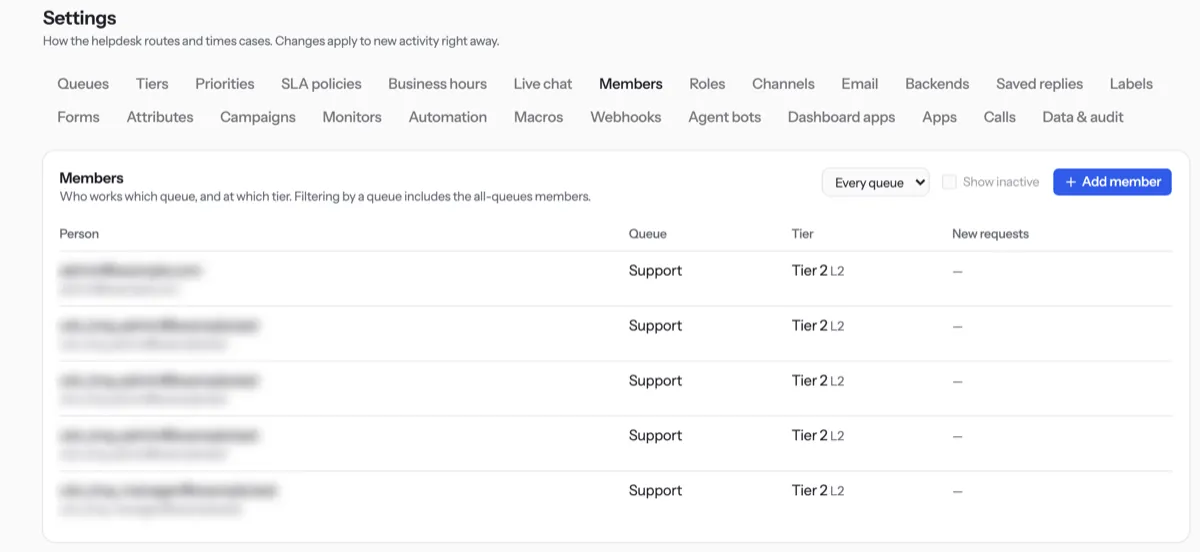 Settings
How the helpdesk routes and times cases. Changes apply to new activity right away.
Queues Tiers Priorities SLA policies Business hours Live chat Members Roles Channels Email Backends Saved replies Labels
Forms Attributes Campaigns Monitors Automation Macros Webhooks Agent bots Dashboard apps Apps Calls Data & audit
Members
Who works which queue, and at which tier. Filtering by a queue includes the all-queues members.
Every queue Show inactive + Add member
Person Queue Tier New requests
Support Tier 2 L2 —
Support Tier 2 L2 —
Support Tier 2 L2 —
Support Tier 2 L2 —
Support Tier 2 L2 —